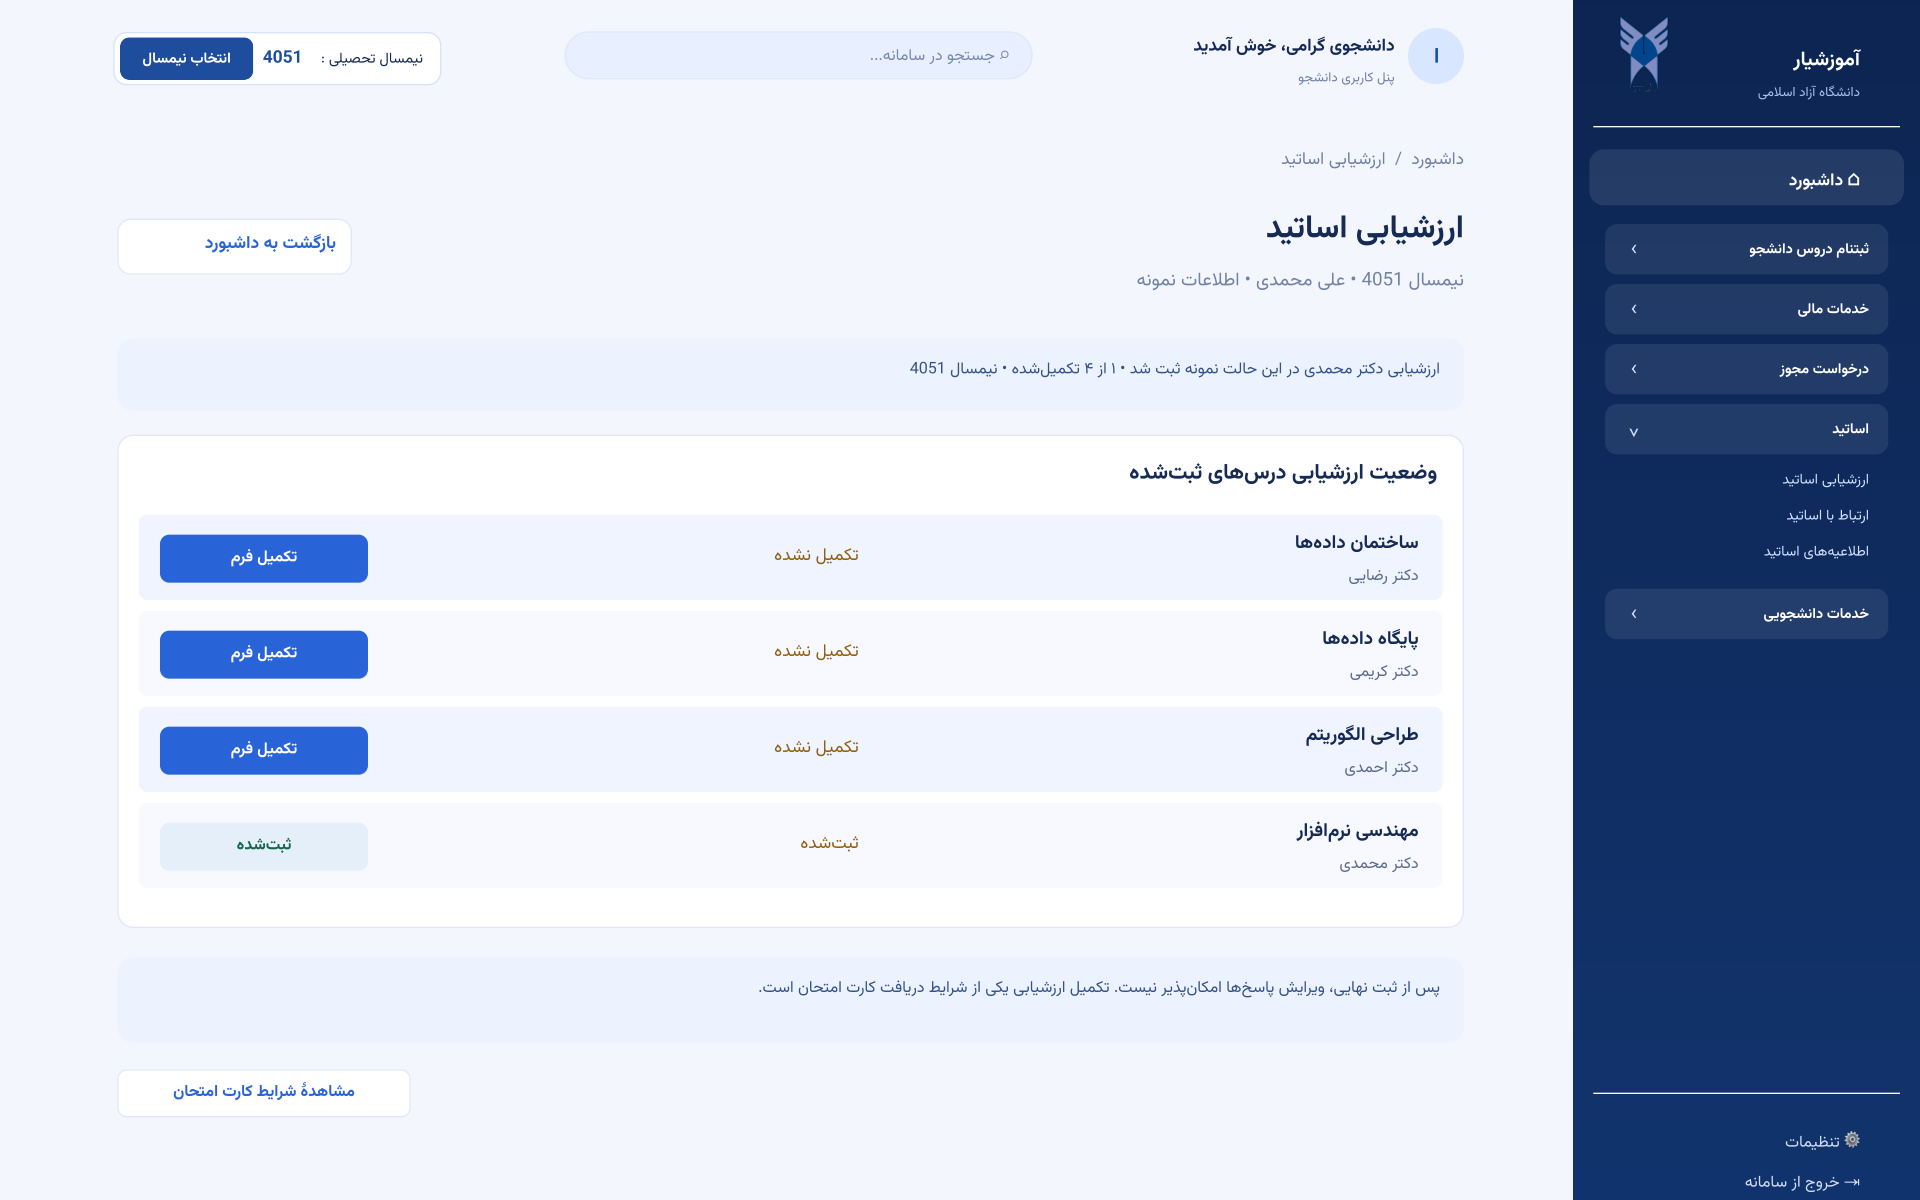 آموزشیار
دانشگاه آزاد اسلامی
⌂ داشبورد
ثبتنام دروس دانشجو
خدمات مالی
درخواست مجوز
اساتید
ارزشیابی اساتید
ارتباط با اساتید
اطلاعیه‌های اساتید
خدمات دانشجویی
تنظیمات
خروج از سامانه
ا
دانشجوی گرامی، خوش آمدید
پنل کاربری دانشجو
جستجو در سامانه...
نیمسال تحصیلی : 4051 انتخاب نیمسال
داشبورد / ارزشیابی اساتید
ارزشیابی اساتید
نیمسال 4051 • علی محمدی • اطلاعات نمونه
بازگشت به داشبورد
ارزشیابی دکتر محمدی در این حالت نمونه ثبت شد • ۱ از ۴ تکمیل‌شده • نیمسال 4051
وضعیت ارزشیابی درس‌های ثبت‌شده
ساختمان داده‌ها
دکتر رضایی
تکمیل نشده
تکمیل فرم
پایگاه داده‌ها
دکتر کریمی
تکمیل نشده
تکمیل فرم
طراحی الگوریتم
دکتر احمدی
تکمیل نشده
تکمیل فرم
مهندسی نرم‌افزار
دکتر محمدی
ثبت‌شده
ثبت‌شده
پس از ثبت نهایی، ویرایش پاسخ‌ها امکان‌پذیر نیست. تکمیل ارزشیابی یکی از شرایط دریافت کارت امتحان است.
مشاهدهٔ شرایط کارت امتحان